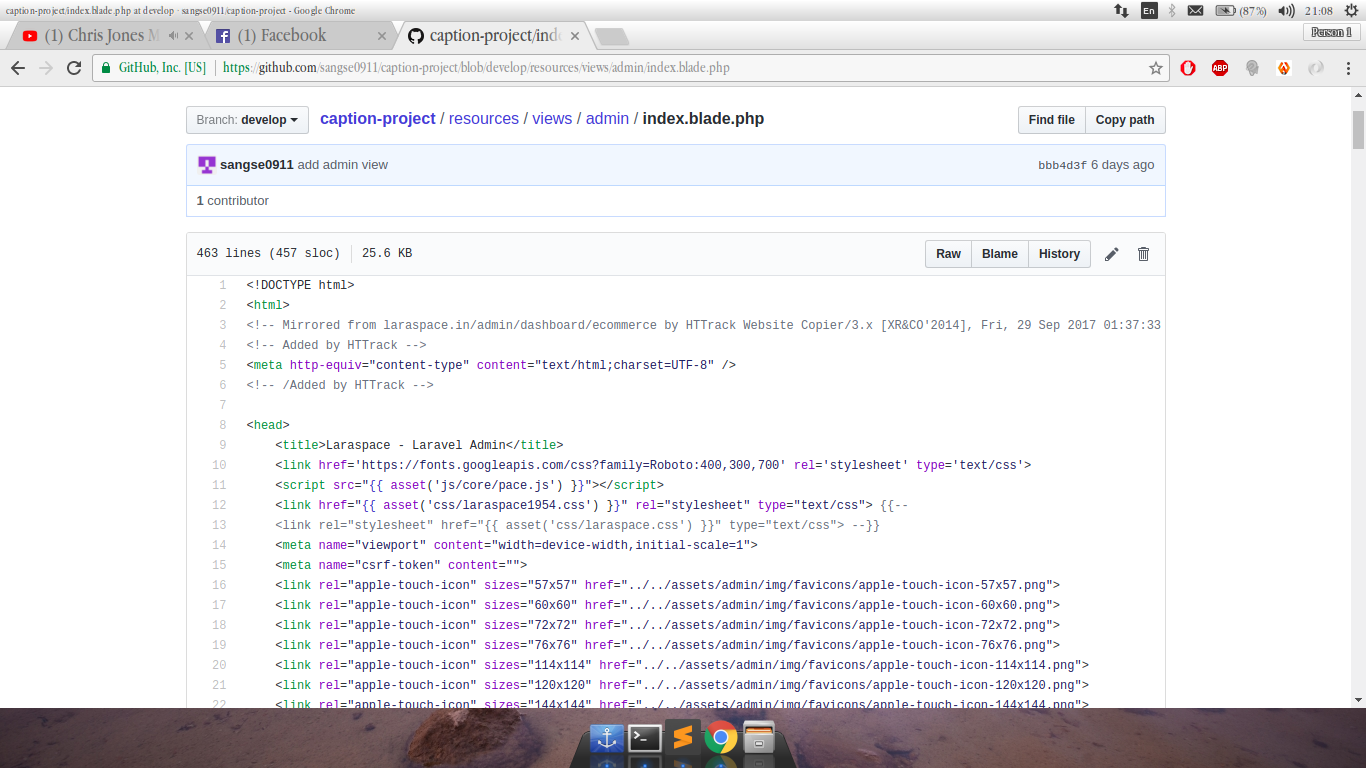 caption-project/index.blade.php at develop · sangse0911/caption-project - Google Chrome
En
(87%)
21:08
(1) Chris Jones M
(1) Facebook
caption-project/ind
Person 1
GitHub, Inc. [US]
https://github.com/sangse0911/caption-project/blob/develop/resources/views/admin/index.blade.php
ABP
Branch: develop
caption-project / resources / views / admin / index.blade.php
Find file
Copy path
sangse0911 add admin view
bbb4d3f 6 days ago
1 contributor
463 lines (457 sloc)
25.6 KB
Raw
Blame
History
1 <!DOCTYPE html>
2 <html>
3 <!-- Mirrored from laraspace.in/admin/dashboard/ecommerce by HTTrack Website Copier/3.x [XR&CO'2014], Fri, 29 Sep 2017 01:37:33
4 <!-- Added by HTTrack -->
5 <meta http-equiv="content-type" content="text/html;charset=UTF-8" />
6 <!-- /Added by HTTrack -->
7
8 <head>
9 <title>Laraspace - Laravel Admin</title>
10 <link href='https://fonts.googleapis.com/css?family=Roboto:400,300,700' rel='stylesheet' type='text/css'>
11 <script src="{{ asset('js/core/pace.js') }}"></script>
12 <link href="{{ asset('css/laraspace1954.css') }}" rel="stylesheet" type="text/css"> {{--
13 <link rel="stylesheet" href="{{ asset('css/laraspace.css') }}" type="text/css"> --}}
14 <meta name="viewport" content="width=device-width,initial-scale=1">
15 <meta name="csrf-token" content="">
16 <link rel="apple-touch-icon" sizes="57x57" href="../../assets/admin/img/favicons/apple-touch-icon-57x57.png">
17 <link rel="apple-touch-icon" sizes="60x60" href="../../assets/admin/img/favicons/apple-touch-icon-60x60.png">
18 <link rel="apple-touch-icon" sizes="72x72" href="../../assets/admin/img/favicons/apple-touch-icon-72x72.png">
19 <link rel="apple-touch-icon" sizes="76x76" href="../../assets/admin/img/favicons/apple-touch-icon-76x76.png">
20 <link rel="apple-touch-icon" sizes="114x114" href="../../assets/admin/img/favicons/apple-touch-icon-114x114.png">
21 <link rel="apple-touch-icon" sizes="120x120" href="../../assets/admin/img/favicons/apple-touch-icon-120x120.png">
22 <link rel="apple-touch-icon" sizes="144x144" href="../../assets/admin/img/favicons/apple-touch-icon-144x144.png">